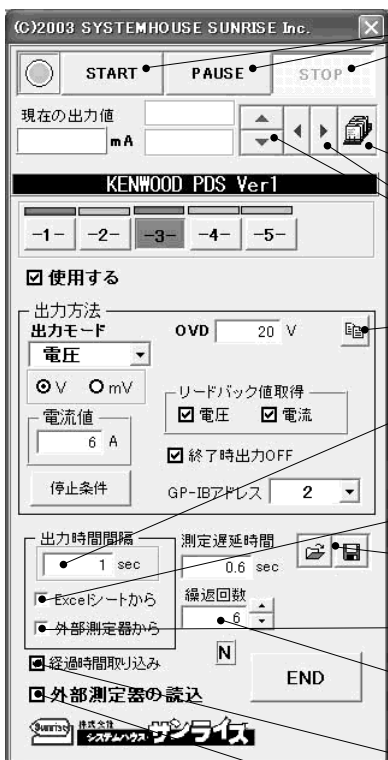 (C)2003 SYSTEMHOUSE SUNRISE Inc.
START PAUSE STOP
現在の出力値
mA
KENWOOD PDS Ver1
-1- -2- -3- -4- -5-
使用する
出力方法
出力モード OVD 20 V
電圧
V mV
リードバック値取得
電圧 電流
電流値
6 A
終了時出力OFF
停止条件
GP-IBアドレス 2
出力時間間隔
1 sec
測定遅延時間
0.6 sec
Excelシートから
繰返回数
6
外部測定器から
N
経過時間取り込み
END
外部測定器の読込
Sunrise 株式会社 システムハウス・サンライズ